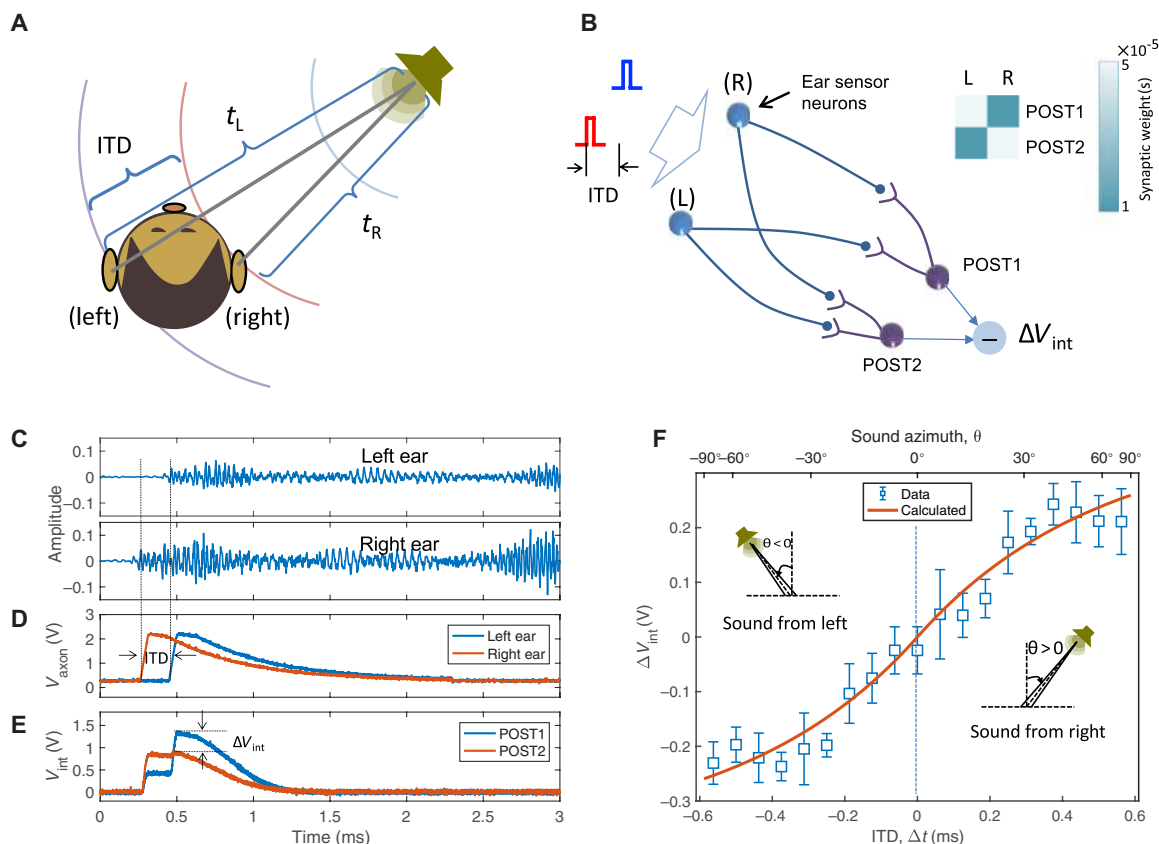 A
t_L
ITD
t_R
(left)
(right)
B
(R)
Ear sensor
neurons
ITD
(L)
POST1
POST2
ΔV_int
−
L R
POST1
POST2
×10⁻⁵
5
Synaptic weight (s)
1
C
Amplitude
0.1
0
−0.1
Left ear
0.1
0
−0.1
Right ear
D
V_axon (V)
3
2
1
0
ITD
Left ear
Right ear
E
V_int (V)
1.5
1.0
0.5
0
ΔV_int
POST1
POST2
0 0.5 1 1.5 2 2.5 3
Time (ms)
F
Sound azimuth, θ
−90−60° −30° 0 30° 60° 90°
Data
Calculated
ΔV_int (V)
0.2
0.1
0
−0.1
−0.2
−0.3
θ<0
Sound from left
θ>0
Sound from right
−0.6 −0.4 −0.2 0 0.2 0.4 0.6
ITD, Δt (ms)